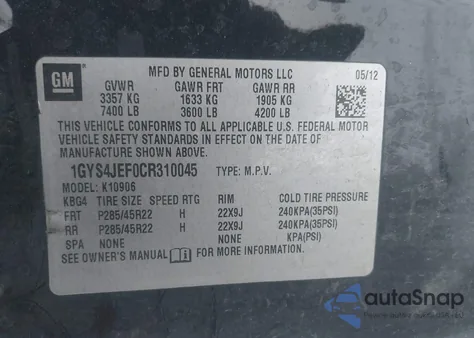 GM
MFD BY GENERAL MOTORS LLC 05/12
GVWR GAWR FRT GAWR RR
3357 KG 1633 KG 1905 KG
7400 LB 3600 LB 4200 LB
THIS VEHICLE CONFORMS TO ALL APPLICABLE U.S. FEDERAL MOTOR
VEHICLE SAFETY, BUMPER, AND THEFT PREVENTION STANDARDS
IN EFFECT ON THE DATE OF MANUFACTURE SHOWN ABOVE.
1GYS4JEF0CR310045 TYPE: M.P.V.
MODEL: K10906
KBG4 TIRE SIZE SPEED RTG RIM COLD TIRE PRESSURE
FRT P285/45R22 H 22X9J 240KPA(35PSI)
RR P285/45R22 H 22X9J 240KPA(35PSI)
SPA NONE NONE KPA(PSI)
SEE OWNER'S MANUAL FOR MORE INFORMATION.
autoSnap